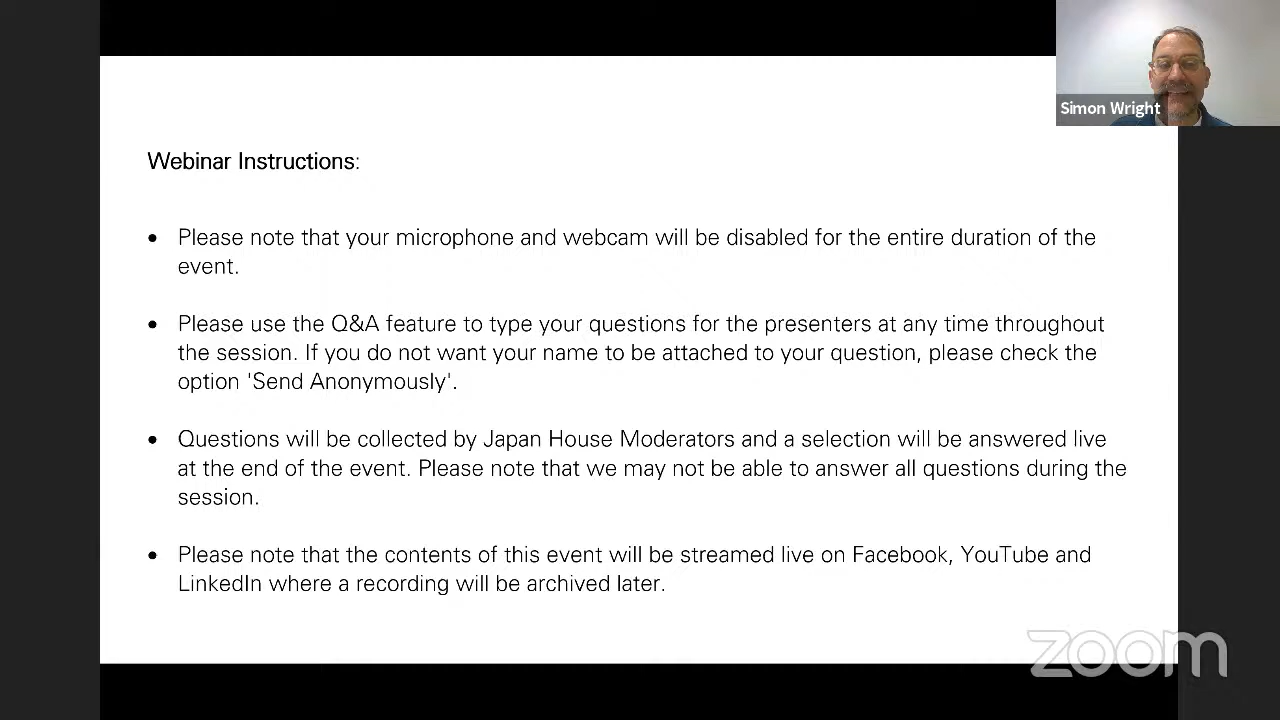 Simon Wright
Webinar Instructions:
• Please note that your microphone and webcam will be disabled for the entire duration of the
event.
• Please use the Q&A feature to type your questions for the presenters at any time throughout
the session. If you do not want your name to be attached to your question, please check the
option 'Send Anonymously'.
• Questions will be collected by Japan House Moderators and a selection will be answered live
at the end of the event. Please note that we may not be able to answer all questions during the
session.
• Please note that the contents of this event will be streamed live on Facebook, YouTube and
LinkedIn where a recording will be archived later.
zoom